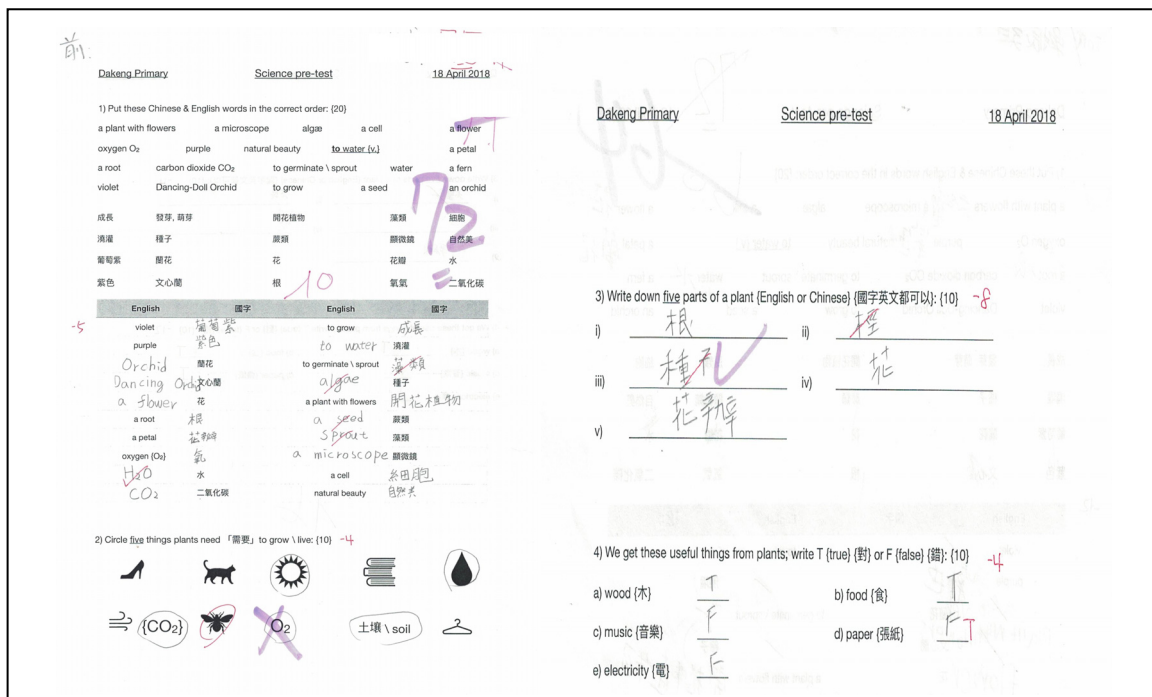 前:
Dakeng Primary Science pre-test 18 April 2018
1) Put these Chinese & English words in the correct order: {20}
a plant with flowers a microscope algæ a cell a flower
oxygen O₂ purple natural beauty to water {v.} a petal
a root carbon dioxide CO₂ to germinate \ sprout water a fern
violet Dancing-Doll Orchid to grow a seed an orchid
成長 發芽, 萌芽 開花植物 藻類 細胞
澆灌 種子 蕨類 顯微鏡 自然美
葡萄紫 蘭花 花 花瓣 水
紫色 文心蘭 根 氧氣 二氧化碳
72
10
English 國字 English 國字
-5
violet 葡萄紫 to grow 成長
purple 紫色 to water 澆灌
Orchid 蘭花 to germinate \ sprout 藻類
Dancing Orchid 文心蘭 algae 種子
a flower 花 a plant with flowers 開花植物
a root 根 a seed 蕨類
a petal 花瓣 sprout 藻類
oxygen {O₂} 氧 a microscope 顯微鏡
H₂O 水 a cell 細胞
CO₂ 二氧化碳 natural beauty 自然美
2) Circle five things plants need 「需要」 to grow \ live: {10} -4
{CO₂} O₂ 土壤 \ soil
Dakeng Primary Science pre-test 18 April 2018
3) Write down five parts of a plant {English or Chinese} {國字英文都可以}: {10} -8
i) 根 ii)
iii) 種子 iv) 花
v)
4) We get these useful things from plants; write T {true} {對} or F {false} {錯}: {10} -4
a) wood {木} T b) food {食} T
c) music {音樂} F d) paper {張紙} F T
e) electricity {電} F